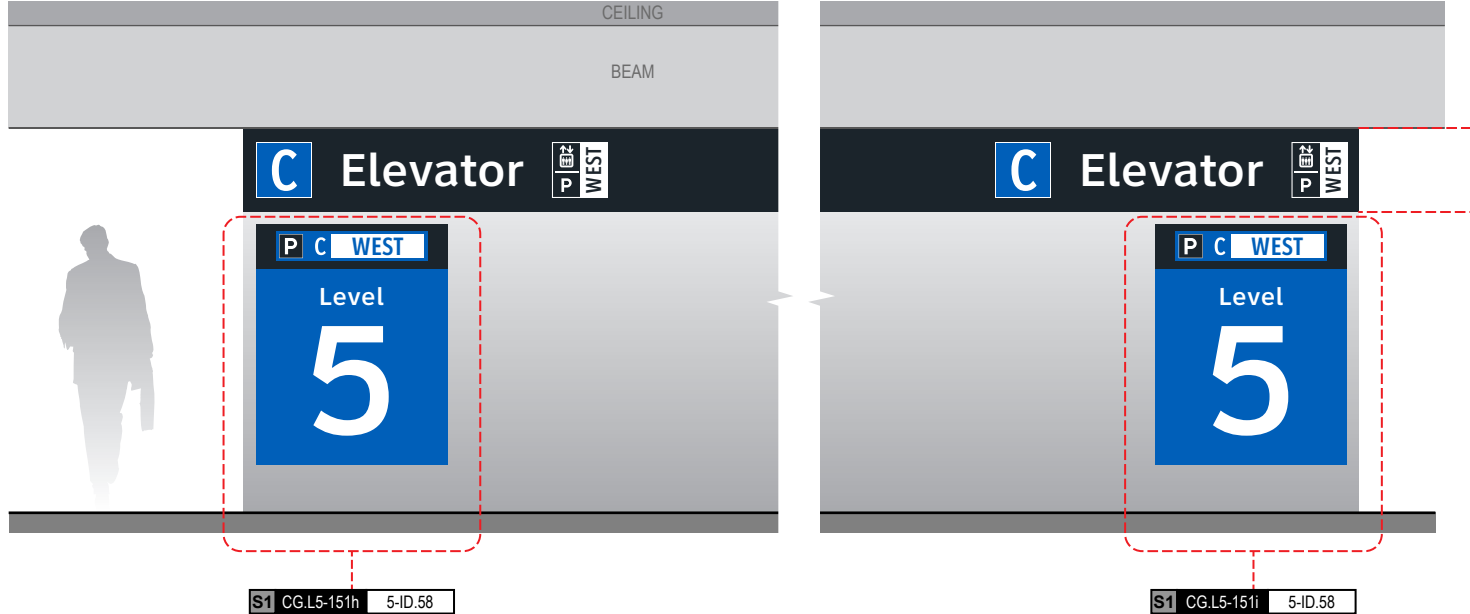 CEILING
BEAM
C Elevator P WEST
C Elevator P WEST
P C WEST
Level
5
P C WEST
Level
5
S1 CG.L5-151h 5-ID.58
S1 CG.L5-151i 5-ID.58